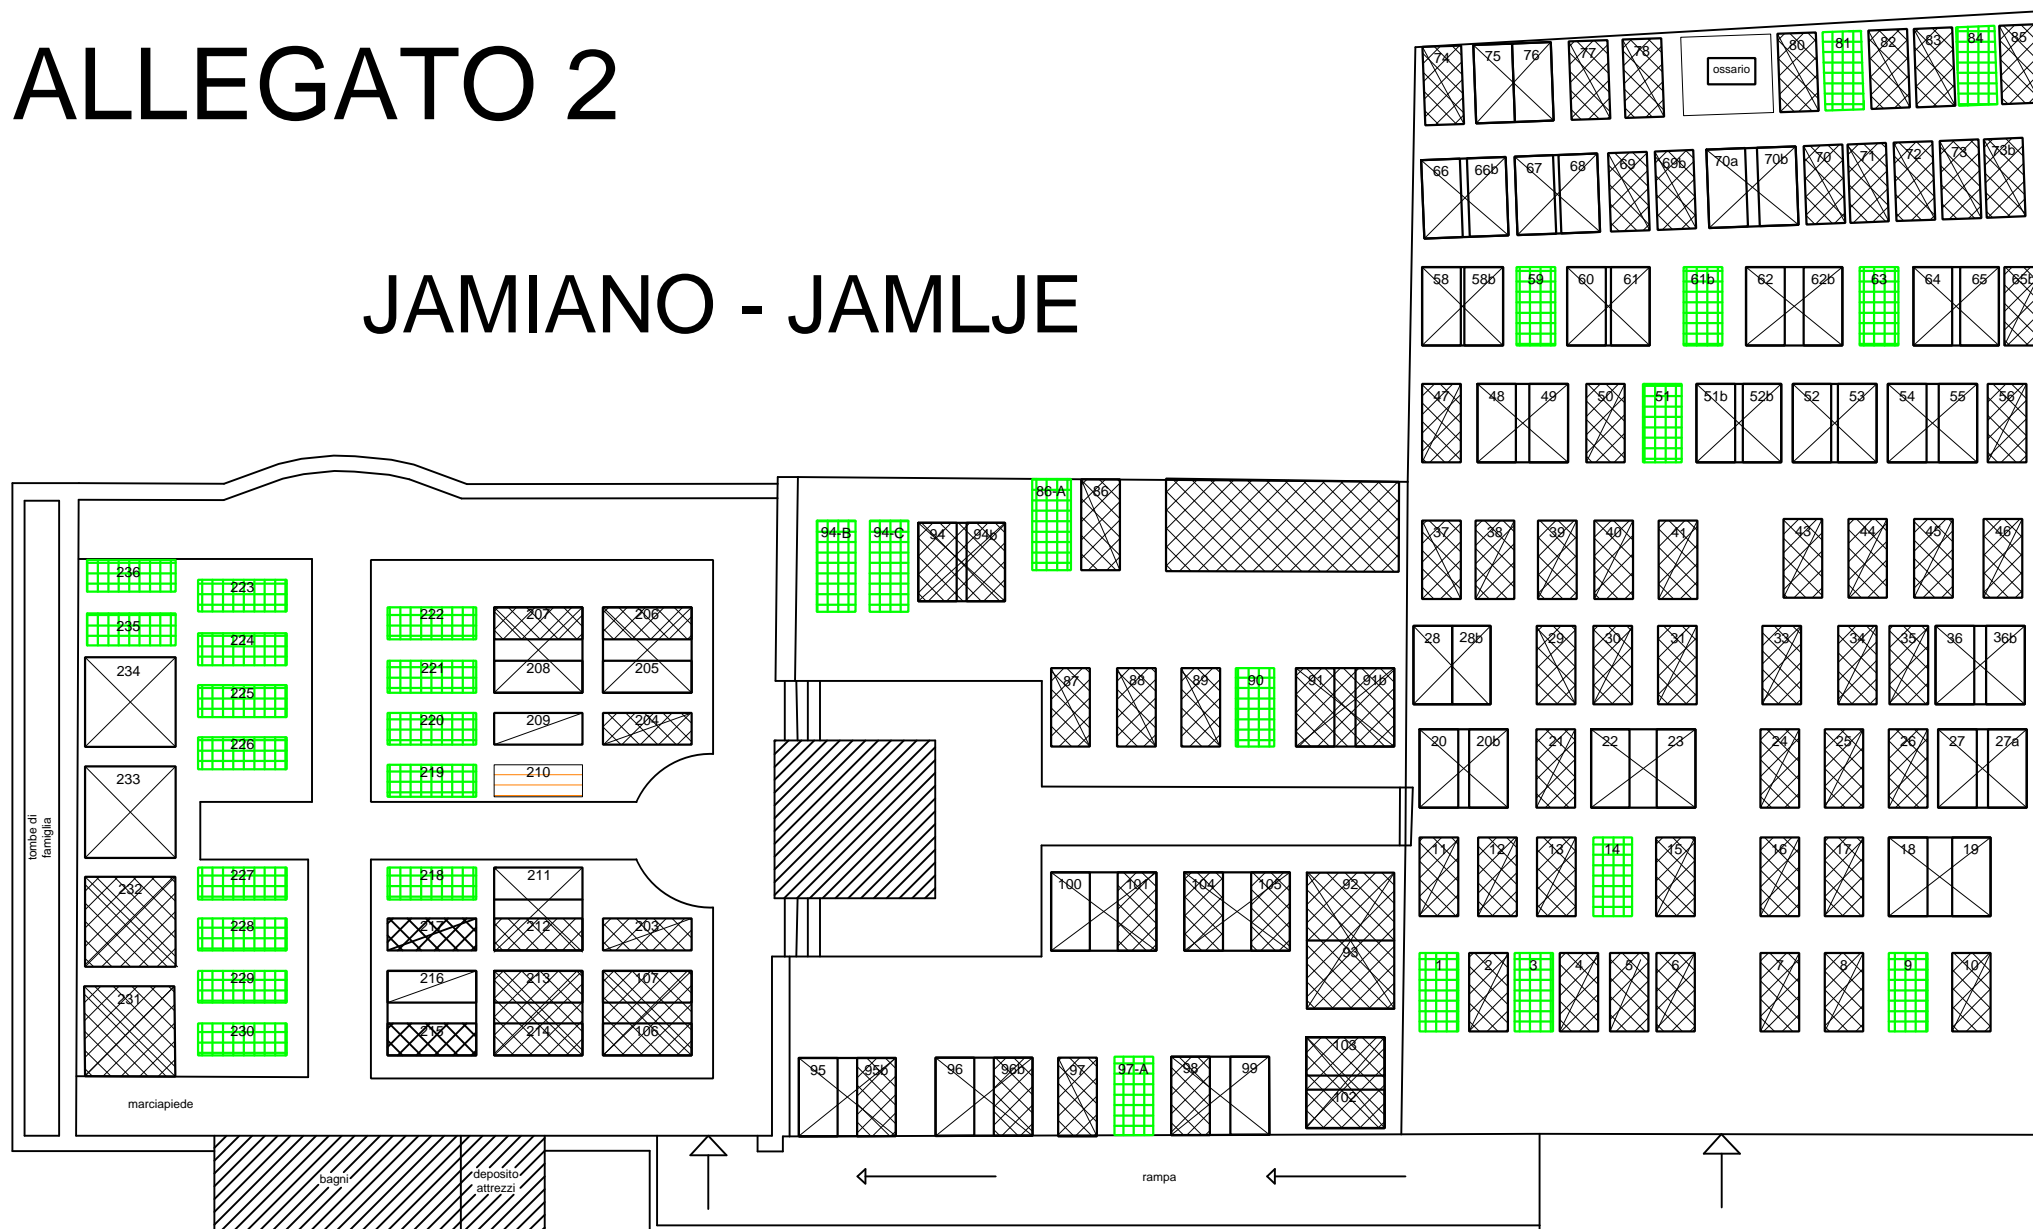 ALLEGATO 2
JAMIANO - JAMLJE
74 75 76 77 78 ossario 80 81 82 83 84 85
66 66b 67 68 69 69b 70a 70b 70 71 72 73 73b
58 58b 59 60 61 61b 62 62b 63 64 65 65b
47 48 49 50 51 51b 52b 52 53 54 55 56
37 38 39 40 41 43 44 45 46
28 28b 29 30 31 33 34 35 36 36b
20 20b 21 22 23 24 25 26 27 27a
11 12 13 14 15 16 17 18 19
1 2 3 4 5 6 7 8 9 10
86-A 86
94-B 94-C 94 94b
87 88 89 90 91 91b
100 101 104 105 92
93
103
102
95 95b 96 96b 97 97-A 98 99
236 223
235 224
234 225
233 226
232 227
228
231 229
230
222 207 206
221 208 205
220 209 204
219 210
218 211
217 212 203
216 213 107
215 214 106
tombe di
famiglia
marciapiede
bagni
deposito
attrezzi
rampa